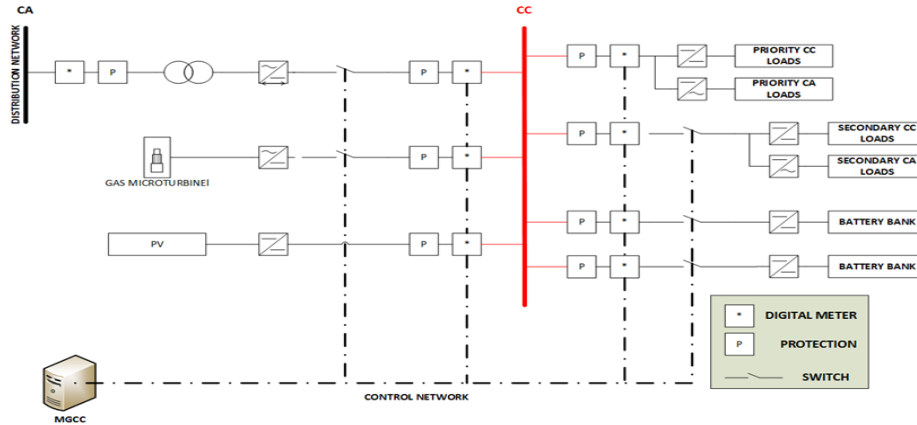 CA
CC
DISTRIBUTION NETWORK
* P P * P *
PRIORITY CC
LOADS
PRIORITY CA
LOADS
P * P *
SECONDARY CC
LOADS
SECONDARY CA
LOADS
GAS MICROTURBINEl
PV
P *
P *
BATTERY BANK
P *
BATTERY BANK
* DIGITAL METER
P PROTECTION
SWITCH
CONTROL NETWORK
MGCC